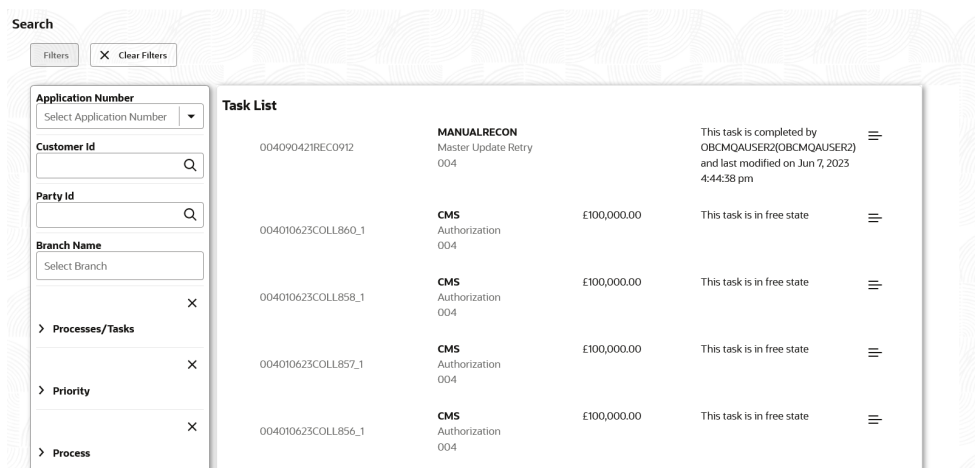 Search
Filters
Clear Filters
Application Number
Select Application Number
Customer Id
Party Id
Branch Name
Select Branch
Processes/Tasks
Priority
Process
Task List
004090421REC0912
MANUALRECON
Master Update Retry
004
This task is completed by
OBCMQAUSER2(OBCMQAUSER2)
and last modified on Jun 7, 2023
4:44:38 pm
004010623COLL860_1
CMS
Authorization
004
£100,000.00
This task is in free state
004010623COLL858_1
CMS
Authorization
004
£100,000.00
This task is in free state
004010623COLL857_1
CMS
Authorization
004
£100,000.00
This task is in free state
004010623COLL856_1
CMS
Authorization
004
£100,000.00
This task is in free state